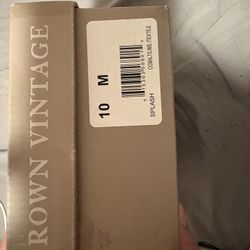 ROWN VINTAGE
10 M
SPLASH
COBALT/LIME /TEXTILE